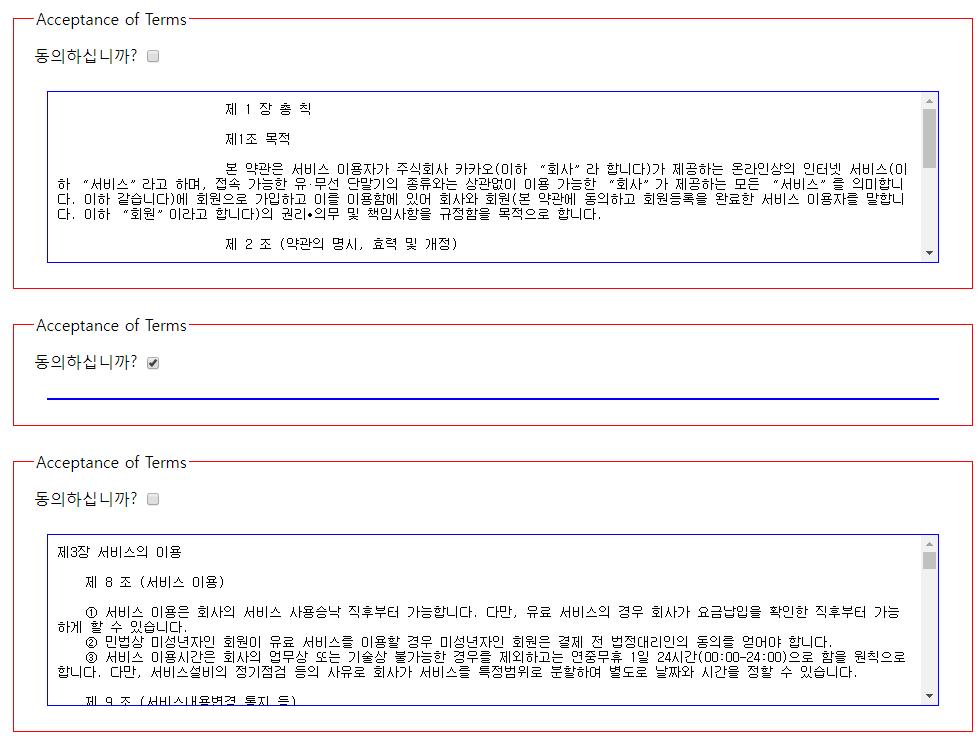 Acceptance of Terms
동의하십니까?
제 1 장 총 칙
제1조 목적
본 약관은 서비스 이용자가 주식회사 카카오(이하 “회사”라 합니다)가 제공하는 온라인상의 인터넷 서비스(이
하 “서비스”라고 하며, 접속 가능한 유·무선 단말기의 종류와는 상관없이 이용 가능한 “회사”가 제공하는 모든 “서비스”를 의미합니
다. 이하 같습니다)에 회원으로 가입하고 이를 이용함에 있어 회사와 회원(본 약관에 동의하고 회원등록을 완료한 서비스 이용자를 말합니
다. 이하 “회원”이라고 합니다)의 권리•의무 및 책임사항을 규정함을 목적으로 합니다.
제 2 조 (약관의 명시, 효력 및 개정)
Acceptance of Terms
동의하십니까?
Acceptance of Terms
동의하십니까?
제3장 서비스의 이용
제 8 조 (서비스 이용)
① 서비스 이용은 회사의 서비스 사용승낙 직후부터 가능합니다. 다만, 유료 서비스의 경우 회사가 요금납입을 확인한 직후부터 가능
하게 할 수 있습니다.
② 민법상 미성년자인 회원이 유료 서비스를 이용할 경우 미성년자인 회원은 결제 전 법정대리인의 동의를 얻어야 합니다.
③ 서비스 이용시간은 회사의 업무상 또는 기술상 불가능한 경우를 제외하고는 연중무휴 1일 24시간(00:00-24:00)으로 함을 원칙으로
합니다. 다만, 서비스설비의 정기점검 등의 사유로 회사가 서비스를 특정범위로 분할하여 별도로 날짜와 시간을 정할 수 있습니다.
제 9 조 (서비스내용변경 통지 등)